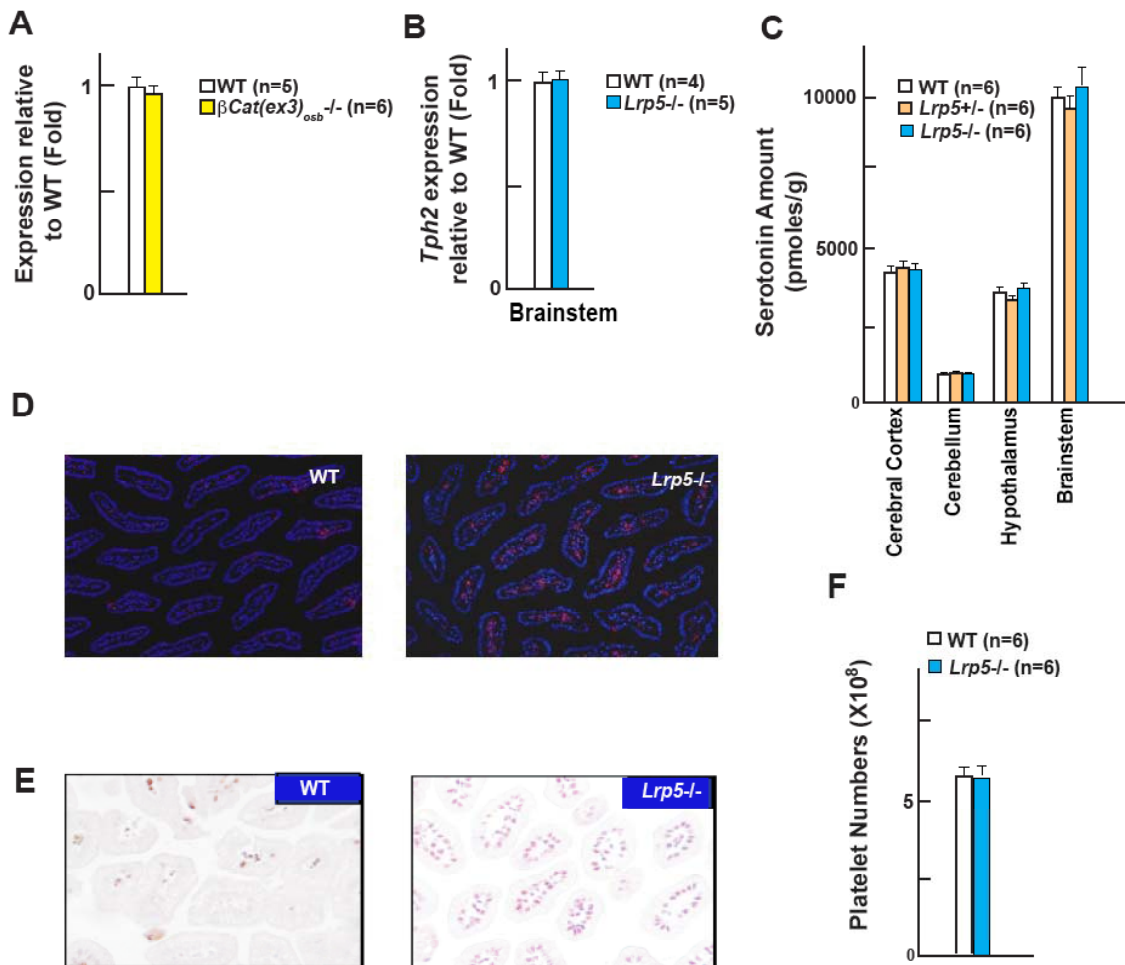 A
Expression relative
to WT (Fold)
1
0
WT (n=5)
βCat(ex3)osb-/- (n=6)
B
Tph2 expression
relative to WT (Fold)
1
0
WT (n=4)
Lrp5-/- (n=5)
Brainstem
C
Serotonin Amount
(pmoles/g)
10000
5000
0
WT (n=6)
Lrp5+/- (n=6)
Lrp5-/- (n=6)
Cerebral Cortex
Cerebellum
Hypothalamus
Brainstem
D
WT
Lrp5-/-
E
WT
Lrp5-/-
F
WT (n=6)
Lrp5-/- (n=6)
Platelet Numbers (X10⁸)
5
0